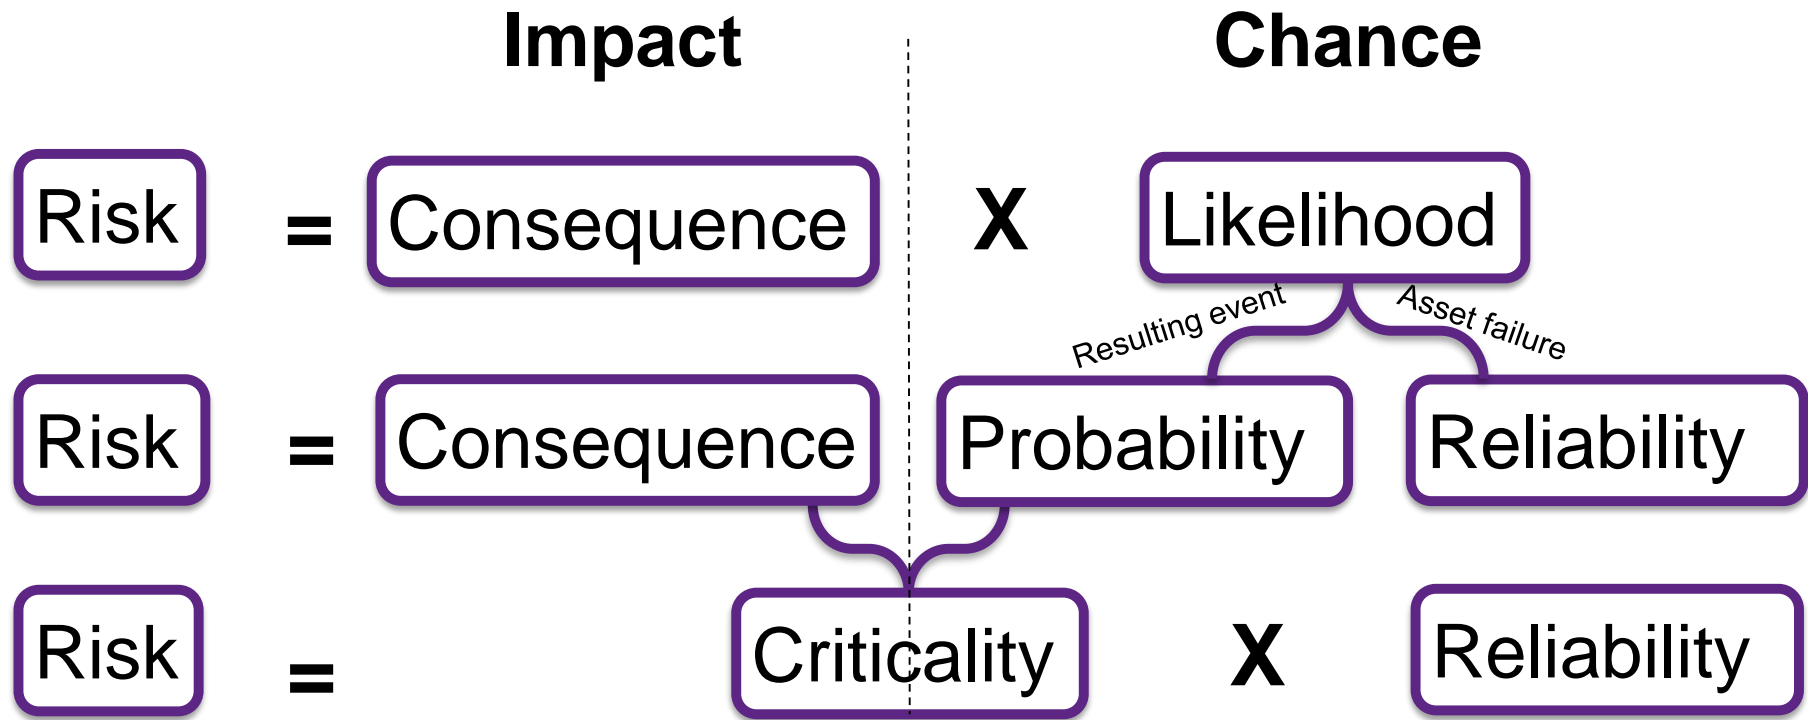 Impact Chance
Risk = Consequence X Likelihood
Resulting event Asset failure
Risk = Consequence Probability Reliability
Risk = Criticality X Reliability